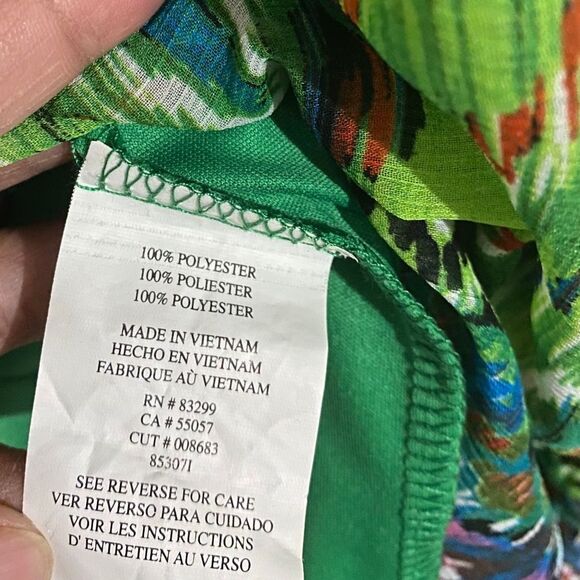 100% POLYESTER
100% POLIESTER
100% POLYESTER
MADE IN VIETNAM
HECHO EN VIETNAM
FABRIQUE AÙ VIETNAM
RN # 83299
CA # 55057
CUT # 008683
85307I
SEE REVERSE FOR CARE
VER REVERSO PARA CUIDADO
VOIR LES INSTRUCTIONS
D' ENTRETIEN AU VERSO